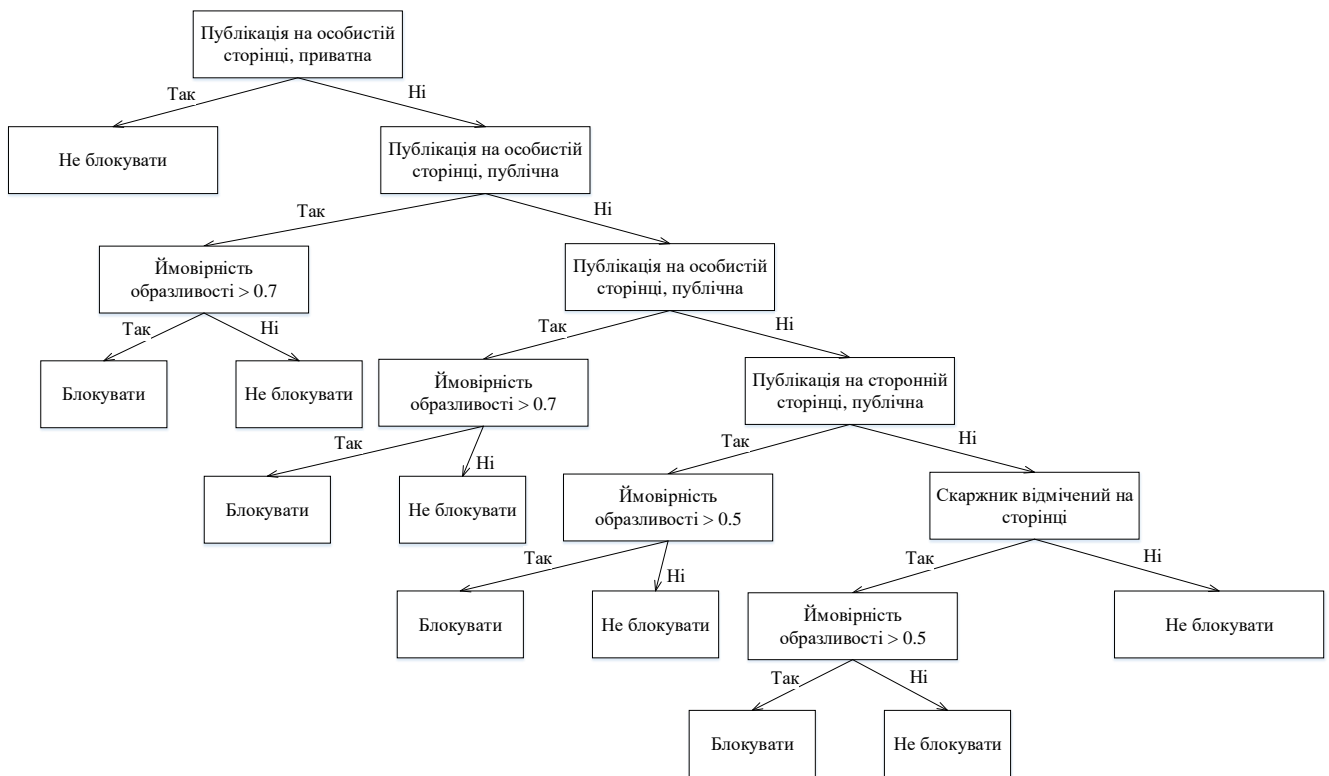 Публікація на особистій
сторінці, приватна
Так
Ні
Не блокувати
Публікація на особистій
сторінці, публічна
Так
Ні
Ймовірність
образливості > 0.7
Публікація на особистій
сторінці, публічна
Так
Ні
Так
Ні
Блокувати
Не блокувати
Ймовірність
образливості > 0.7
Публікація на сторонній
сторінці, публічна
Так
Ні
Так
Ні
Блокувати
Не блокувати
Ймовірність
образливості > 0.5
Скаржник відмічений на
сторінці
Так
Ні
Так
Ні
Блокувати
Не блокувати
Ймовірність
образливості > 0.5
Не блокувати
Так
Ні
Блокувати
Не блокувати